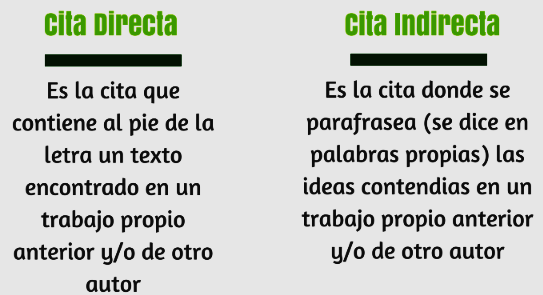 Cita Directa
Es la cita que
contiene al pie de la
letra un texto
encontrado en un
trabajo propio
anterior y/o de otro
autor
Cita Indirecta
Es la cita donde se
parafrasea (se dice en
palabras propias) las
ideas contendias en un
trabajo propio anterior
y/o de otro autor